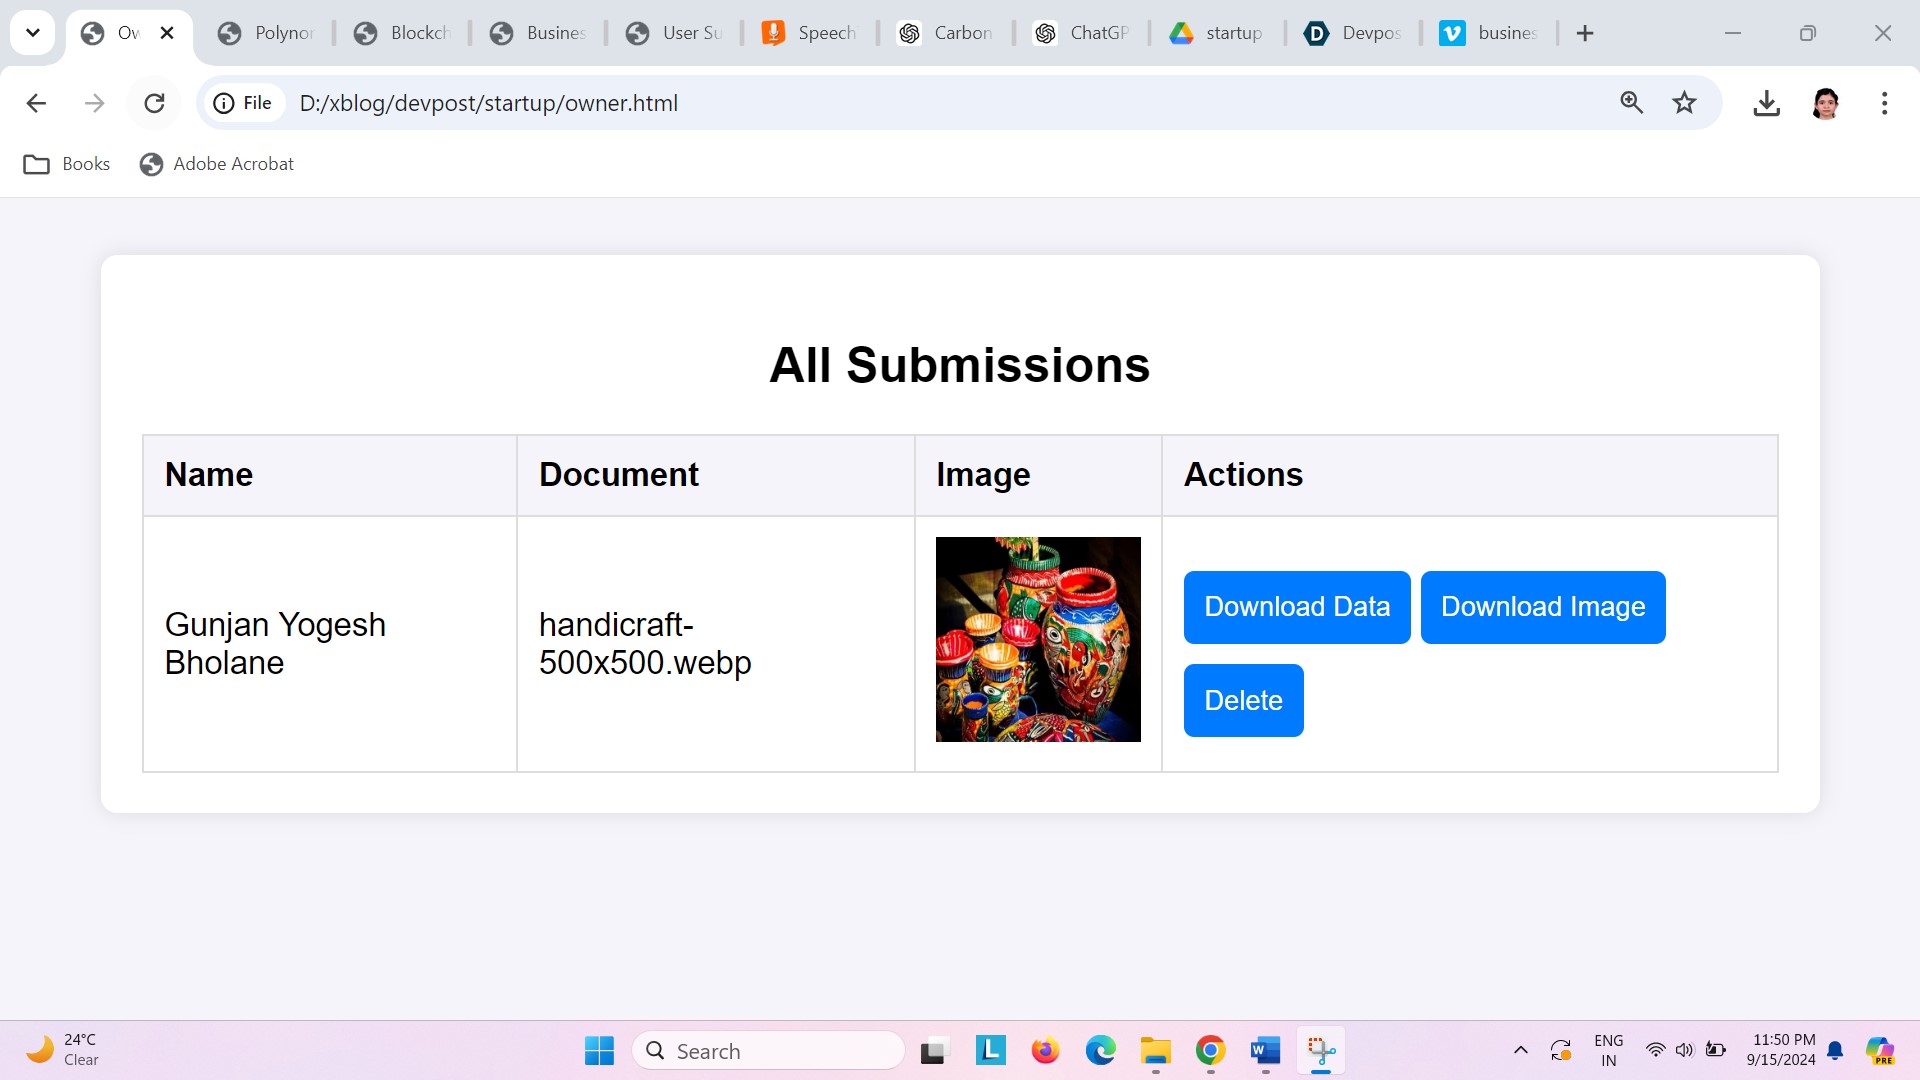 Ow
Polynor
Blockch
Busines
User Su
Speech
Carbon
ChatGP
startup
Devpos
busines
File
D:/xblog/devpost/startup/owner.html
Books
Adobe Acrobat
All Submissions
Name
Document
Image
Actions
Gunjan Yogesh
Bholane
handicraft-
500x500.webp
Download Data
Download Image
Delete
24°C
Clear
Search
ENG
IN
11:50 PM
9/15/2024
PRE